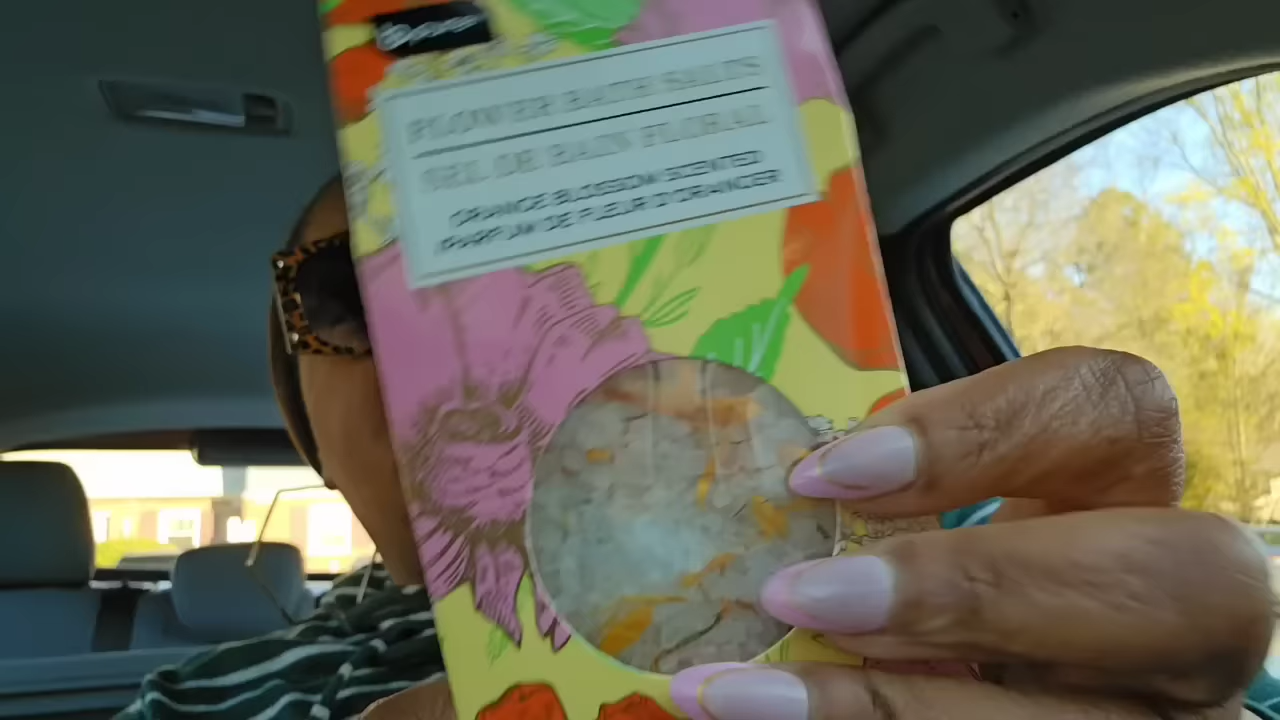 FLOWER BATH SALTS
SEL DE BAIN FLORAL
ORANGE BLOSSOM SCENTED
PARFUM DE FLEUR D'ORANGER